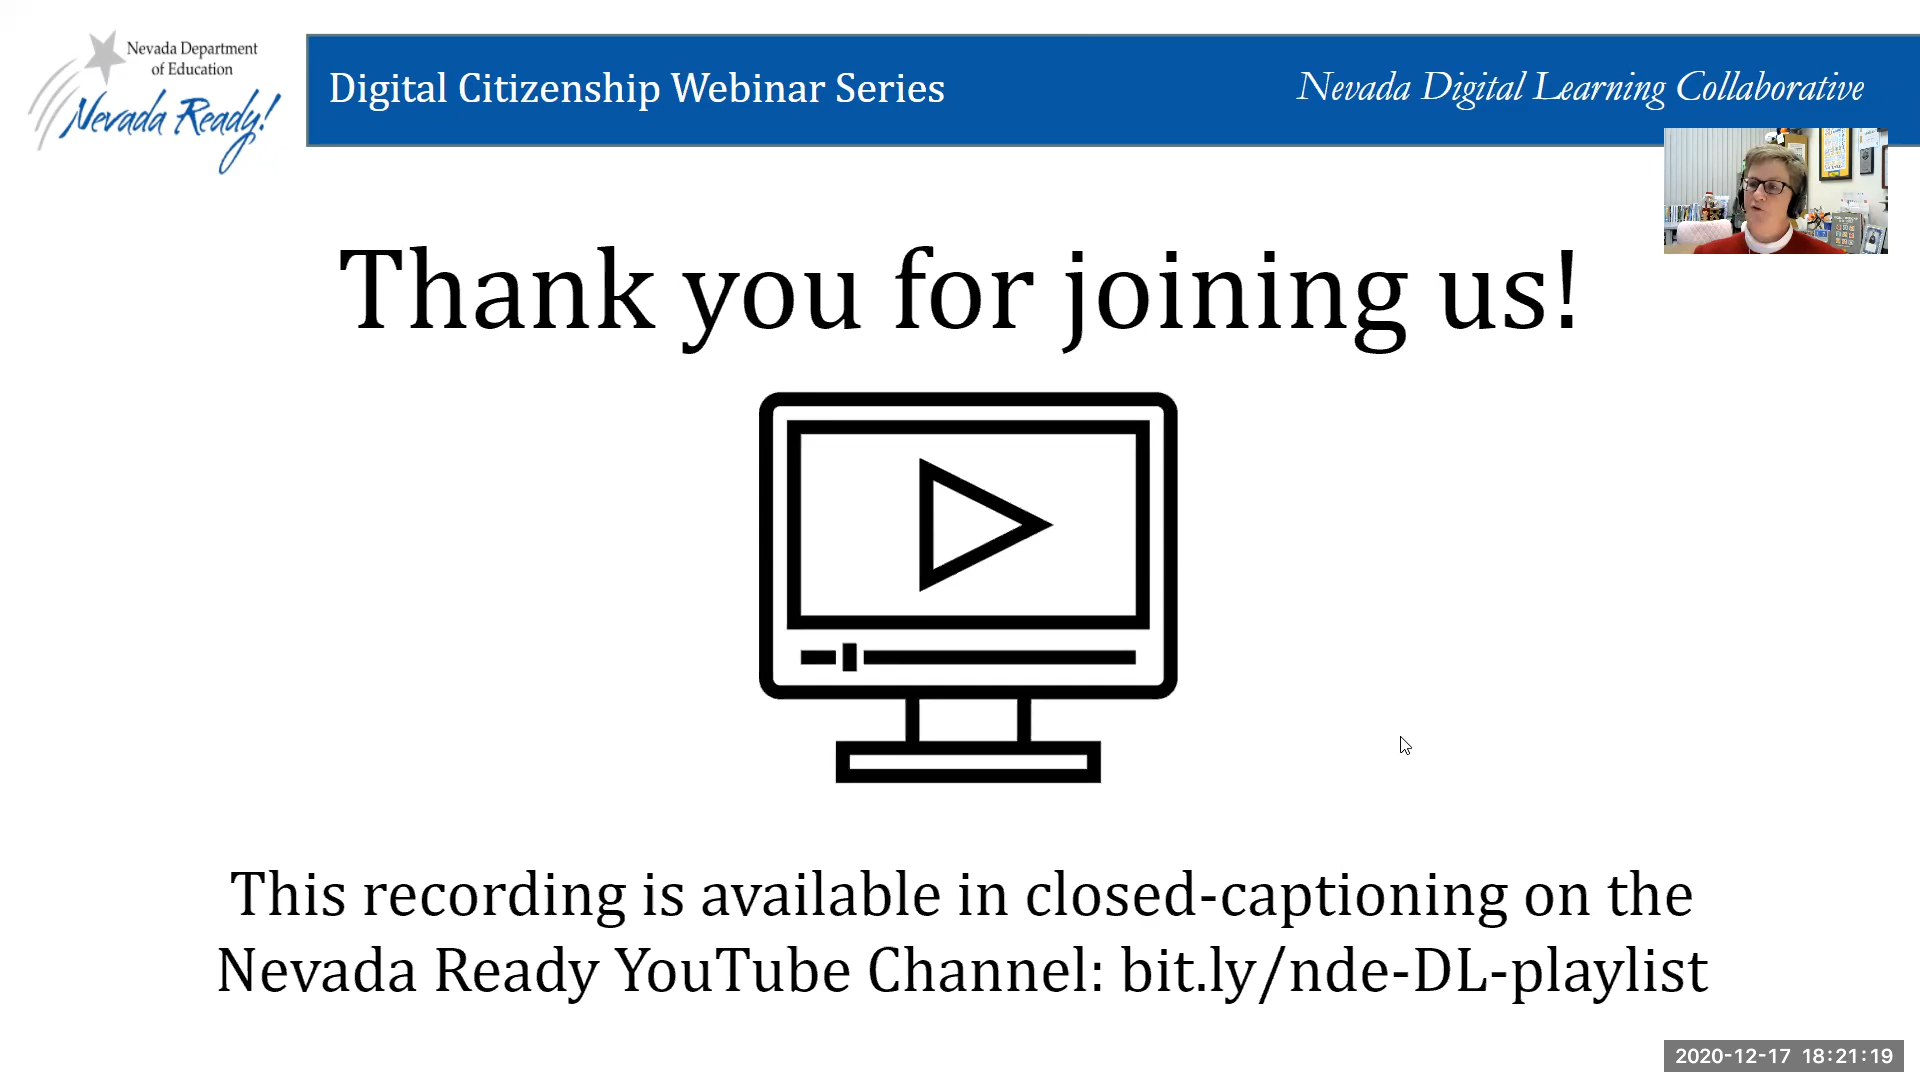 Nevada Department
of Education
Nevada Ready!
Digital Citizenship Webinar Series
Nevada Digital Learning Collaborative
Thank you for joining us!
This recording is available in closed-captioning on the
Nevada Ready YouTube Channel: bit.ly/nde-DL-playlist
2020-12-17 18:21:19